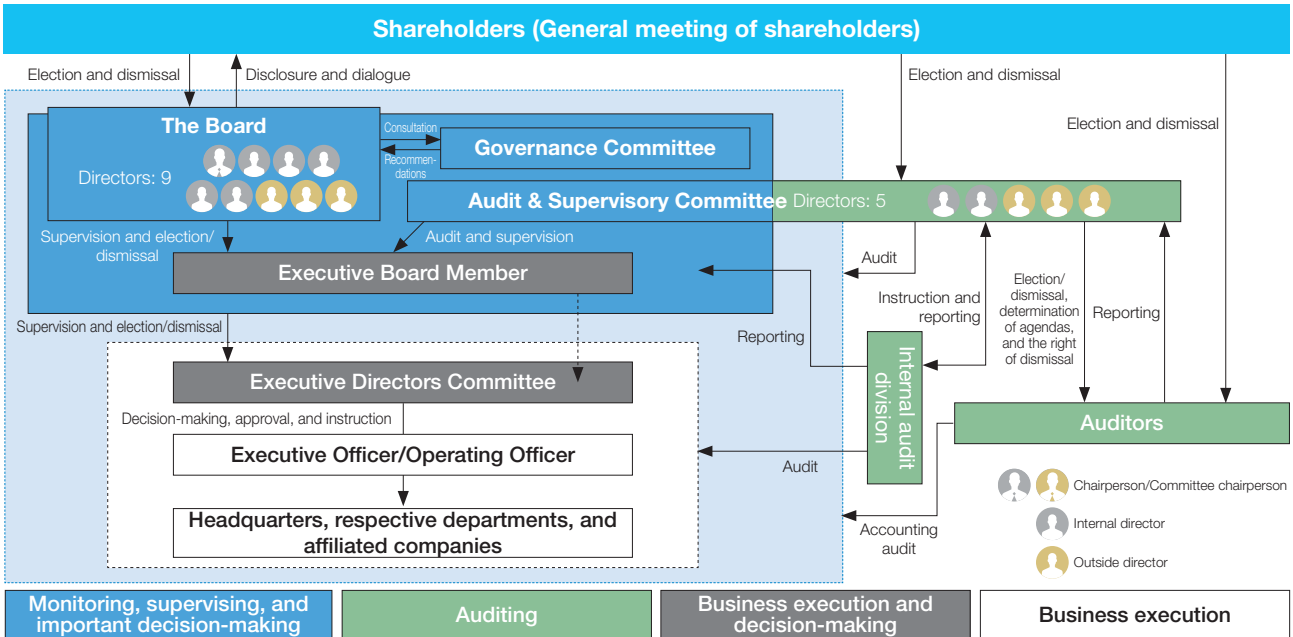 Shareholders (General meeting of shareholders)
Election and dismissal
Disclosure and dialogue
Election and dismissal
Election and dismissal
The Board
Directors: 9
Consultation
Recommen-
dations
Governance Committee
Audit & Supervisory Committee
Directors: 5
Supervision and election/
dismissal
Audit and supervision
Executive Board Member
Audit
Instruction and
reporting
Election/
dismissal,
determination
of agendas,
and the right
of dismissal
Reporting
Supervision and election/dismissal
Reporting
Internal audit
division
Executive Directors Committee
Decision-making, approval, and instruction
Executive Officer/Operating Officer
Audit
Auditors
Headquarters, respective departments, and
affiliated companies
Accounting
audit
Chairperson/Committee chairperson
Internal director
Outside director
Monitoring, supervising, and
important decision-making
Auditing
Business execution and
decision-making
Business execution